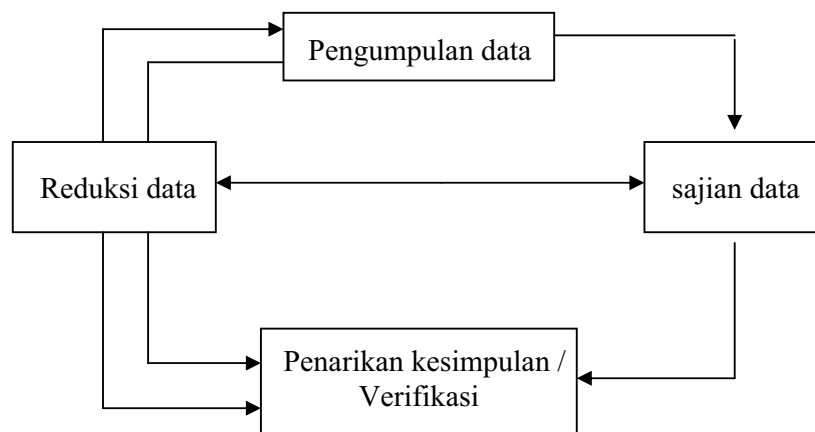 Pengumpulan data
Reduksi data
sajian data
Penarikan kesimpulan /
Verifikasi